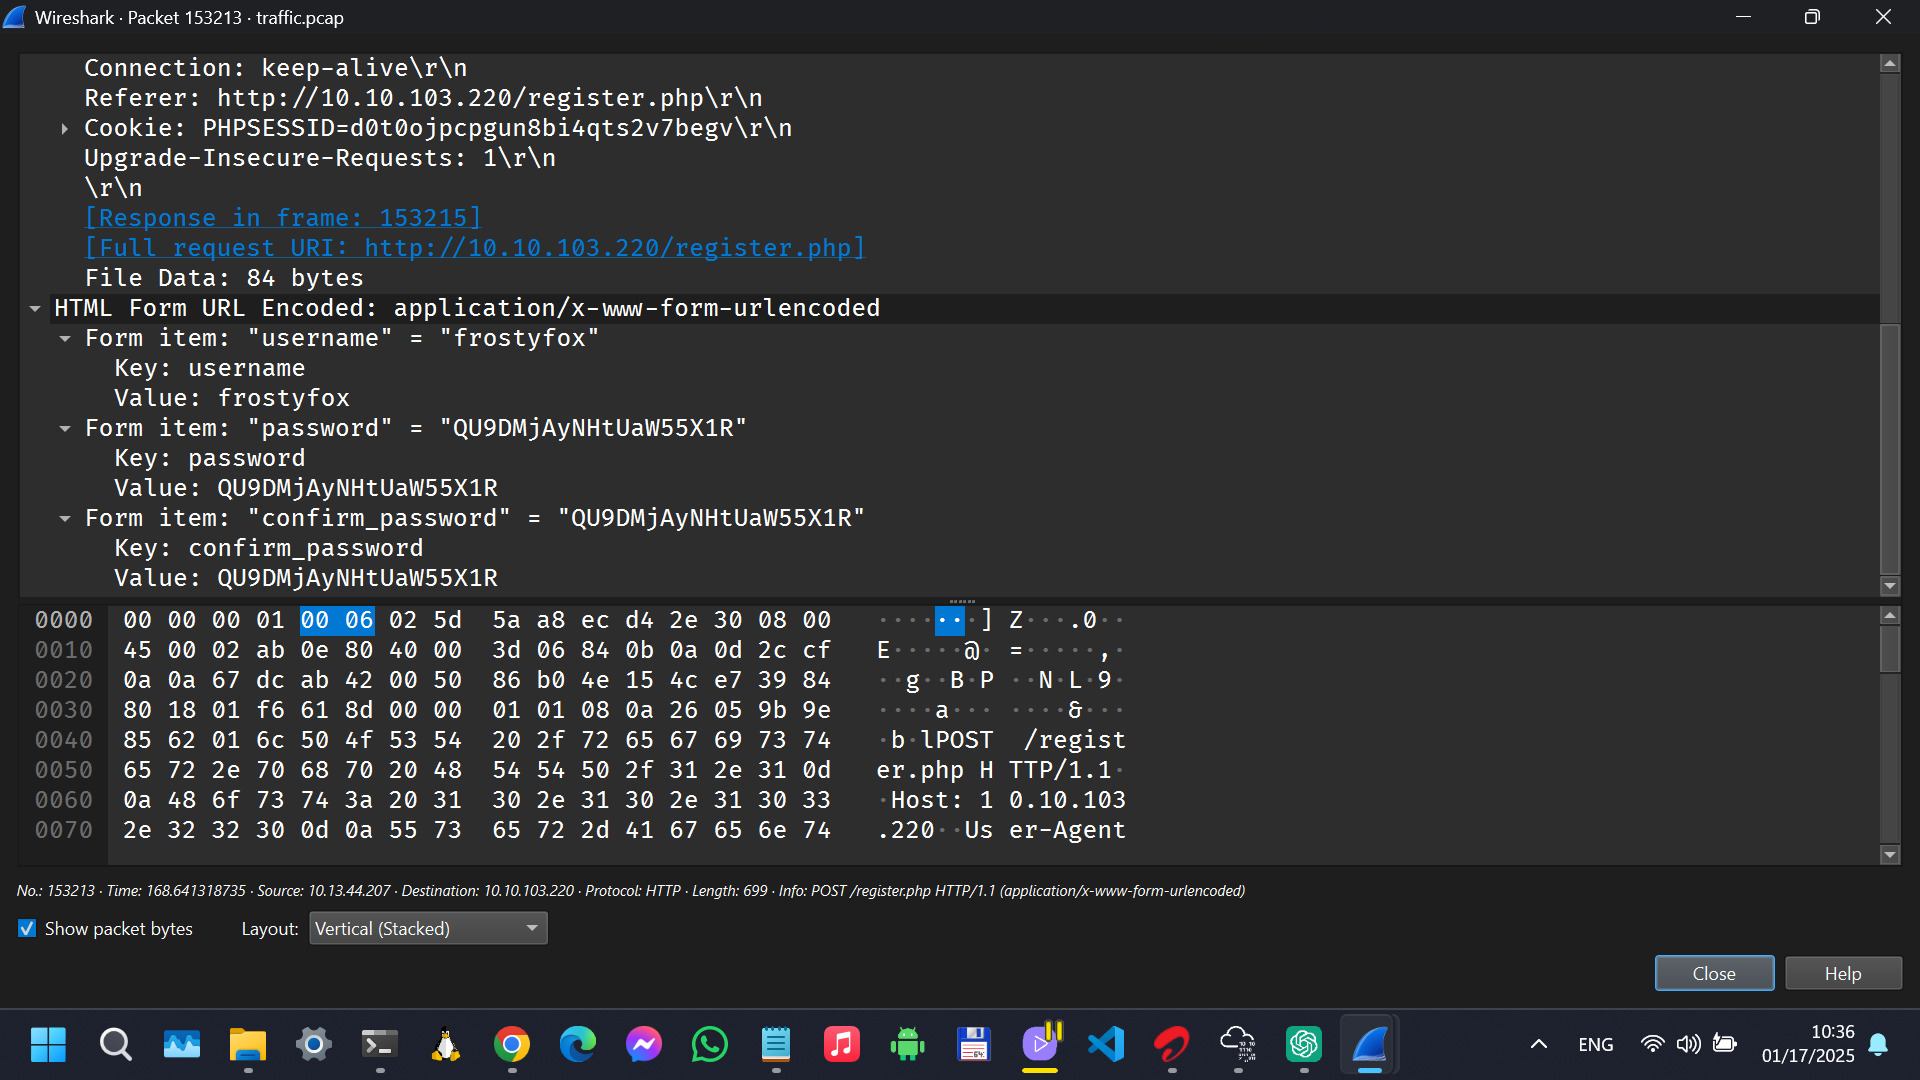 Wireshark · Packet 153213 · traffic.pcap
Connection: keep-alive\r\n
Referer: http://10.10.103.220/register.php\r\n
Cookie: PHPSESSID=d0t0ojpcpgun8bi4qts2v7begv\r\n
Upgrade-Insecure-Requests: 1\r\n
\r\n
[Response in frame: 153215]
[Full request URI: http://10.10.103.220/register.php]
File Data: 84 bytes
HTML Form URL Encoded: application/x-www-form-urlencoded
Form item: "username" = "frostyfox"
Key: username
Value: frostyfox
Form item: "password" = "QU9DMjAyNHtUaW55X1R"
Key: password
Value: QU9DMjAyNHtUaW55X1R
Form item: "confirm_password" = "QU9DMjAyNHtUaW55X1R"
Key: confirm_password
Value: QU9DMjAyNHtUaW55X1R
0000 00 00 00 01 00 06 02 5d 5a a8 ec d4 2e 30 08 00 ·······] Z···.0··
0010 45 00 02 ab 0e 80 40 00 3d 06 84 0b 0a 0d 2c cf E·····@· =·····,·
0020 0a 0a 67 dc ab 42 00 50 86 b0 4e 15 4c e7 39 84 ··g··B·P ··N·L·9·
0030 80 18 01 f6 61 8d 00 00 01 01 08 0a 26 05 9b 9e ····a··· ····&···
0040 85 62 01 6c 50 4f 53 54 20 2f 72 65 67 69 73 74 ·b·lPOST /regist
0050 65 72 2e 70 68 70 20 48 54 54 50 2f 31 2e 31 0d er.php H TTP/1.1·
0060 0a 48 6f 73 74 3a 20 31 30 2e 31 30 2e 31 30 33 ·Host: 1 0.10.103
0070 2e 32 32 30 0d 0a 55 73 65 72 2d 41 67 65 6e 74 .220··Us er-Agent
No.: 153213 · Time: 168.641318735 · Source: 10.13.44.207 · Destination: 10.10.103.220 · Protocol: HTTP · Length: 699 · Info: POST /register.php HTTP/1.1 (application/x-www-form-urlencoded)
Show packet bytes Layout: Vertical (Stacked)
Close Help
ENG 10:36
01/17/2025